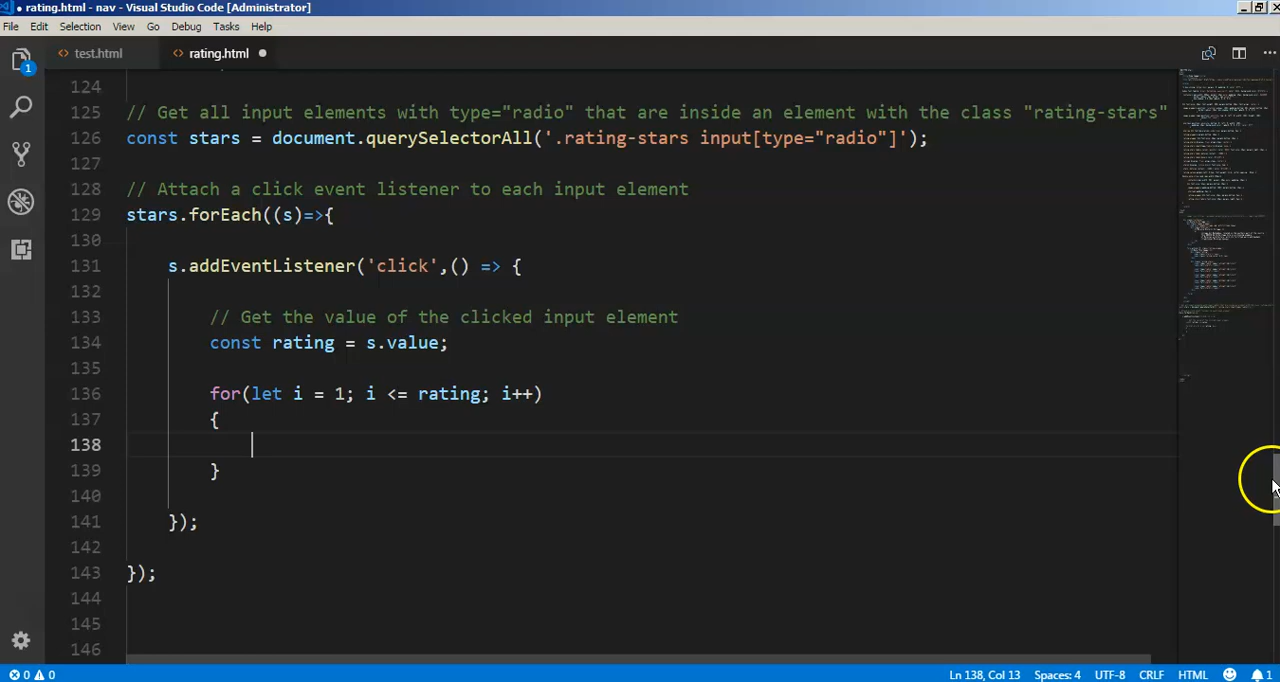 rating.html - nav - Visual Studio Code [Administrator]
File Edit Selection View Go Debug Tasks Help
test.html rating.html
124
125 // Get all input elements with type="radio" that are inside an element with the class "rating-stars"
126 const stars = document.querySelectorAll('.rating-stars input[type="radio"]');
127
128 // Attach a click event listener to each input element
129 stars.forEach((s)=>{
130
131 s.addEventListener('click',() => {
132
133 // Get the value of the clicked input element
134 const rating = s.value;
135
136 for(let i = 1; i <= rating; i++)
137 {
138
139 }
140
141 });
142
143 });
144
145
146
1
0 0 Ln 138, Col 13 Spaces: 4 UTF-8 CRLF HTML 1